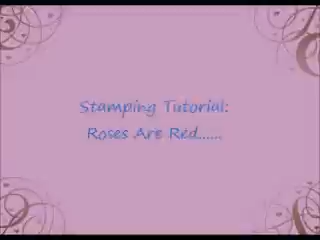 Stamping Tutorial:
Roses Are Red......